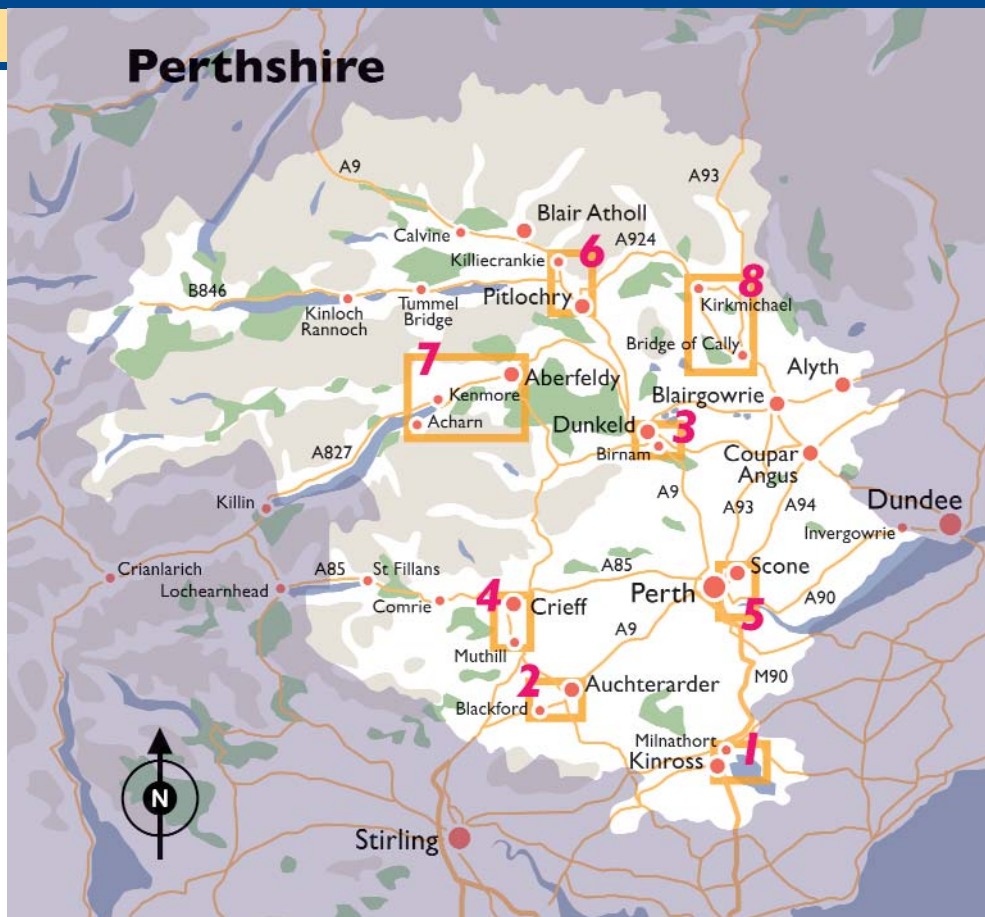 Perthshire
A9
A93
Blair Atholl
Calvine
A924
6
Killiecrankie
8
B846
Pitlochry
Kirkmichael
Kinloch
Rannoch
Tummel
Bridge
Bridge of Cally
7
Aberfeldy
Alyth
Kenmore
Blairgowrie
Acharn
Dunkeld
3
Birnam
A827
Coupar
Angus
Killin
A9
A93
A94
Dundee
Invergowrie
Crianlarich
A85
St Fillans
A85
Scone
Lochearnhead
Perth
Comrie
4
Crieff
A90
5
A9
Muthill
M90
2
Auchterarder
Blackford
Milnathort
1
Kinross
N
Stirling